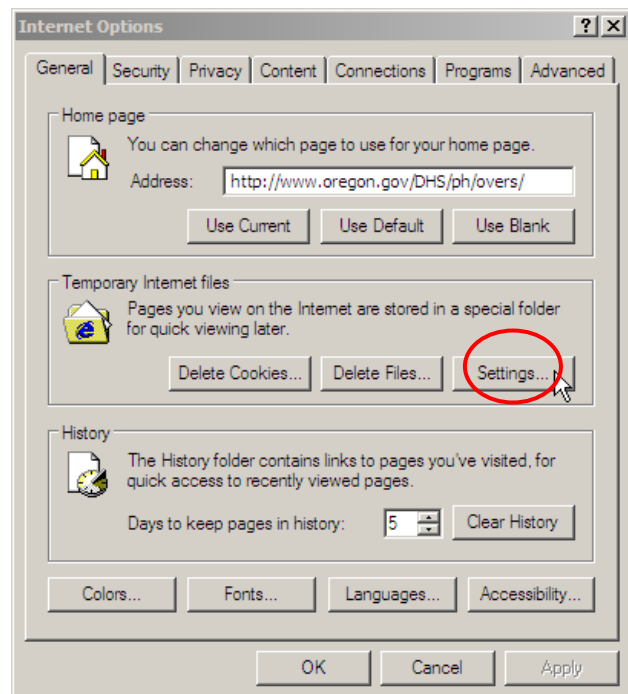 Internet Options ? X
General Security Privacy Content Connections Programs Advanced
Home page
You can change which page to use for your home page.
Address: http://www.oregon.gov/DHS/ph/overs/
Use Current Use Default Use Blank
Temporary Internet files
Pages you view on the Internet are stored in a special folder
for quick viewing later.
Delete Cookies... Delete Files... Settings...
History
The History folder contains links to pages you've visited, for
quick access to recently viewed pages.
Days to keep pages in history: 5 Clear History
Colors... Fonts... Languages... Accessibility...
OK Cancel Apply